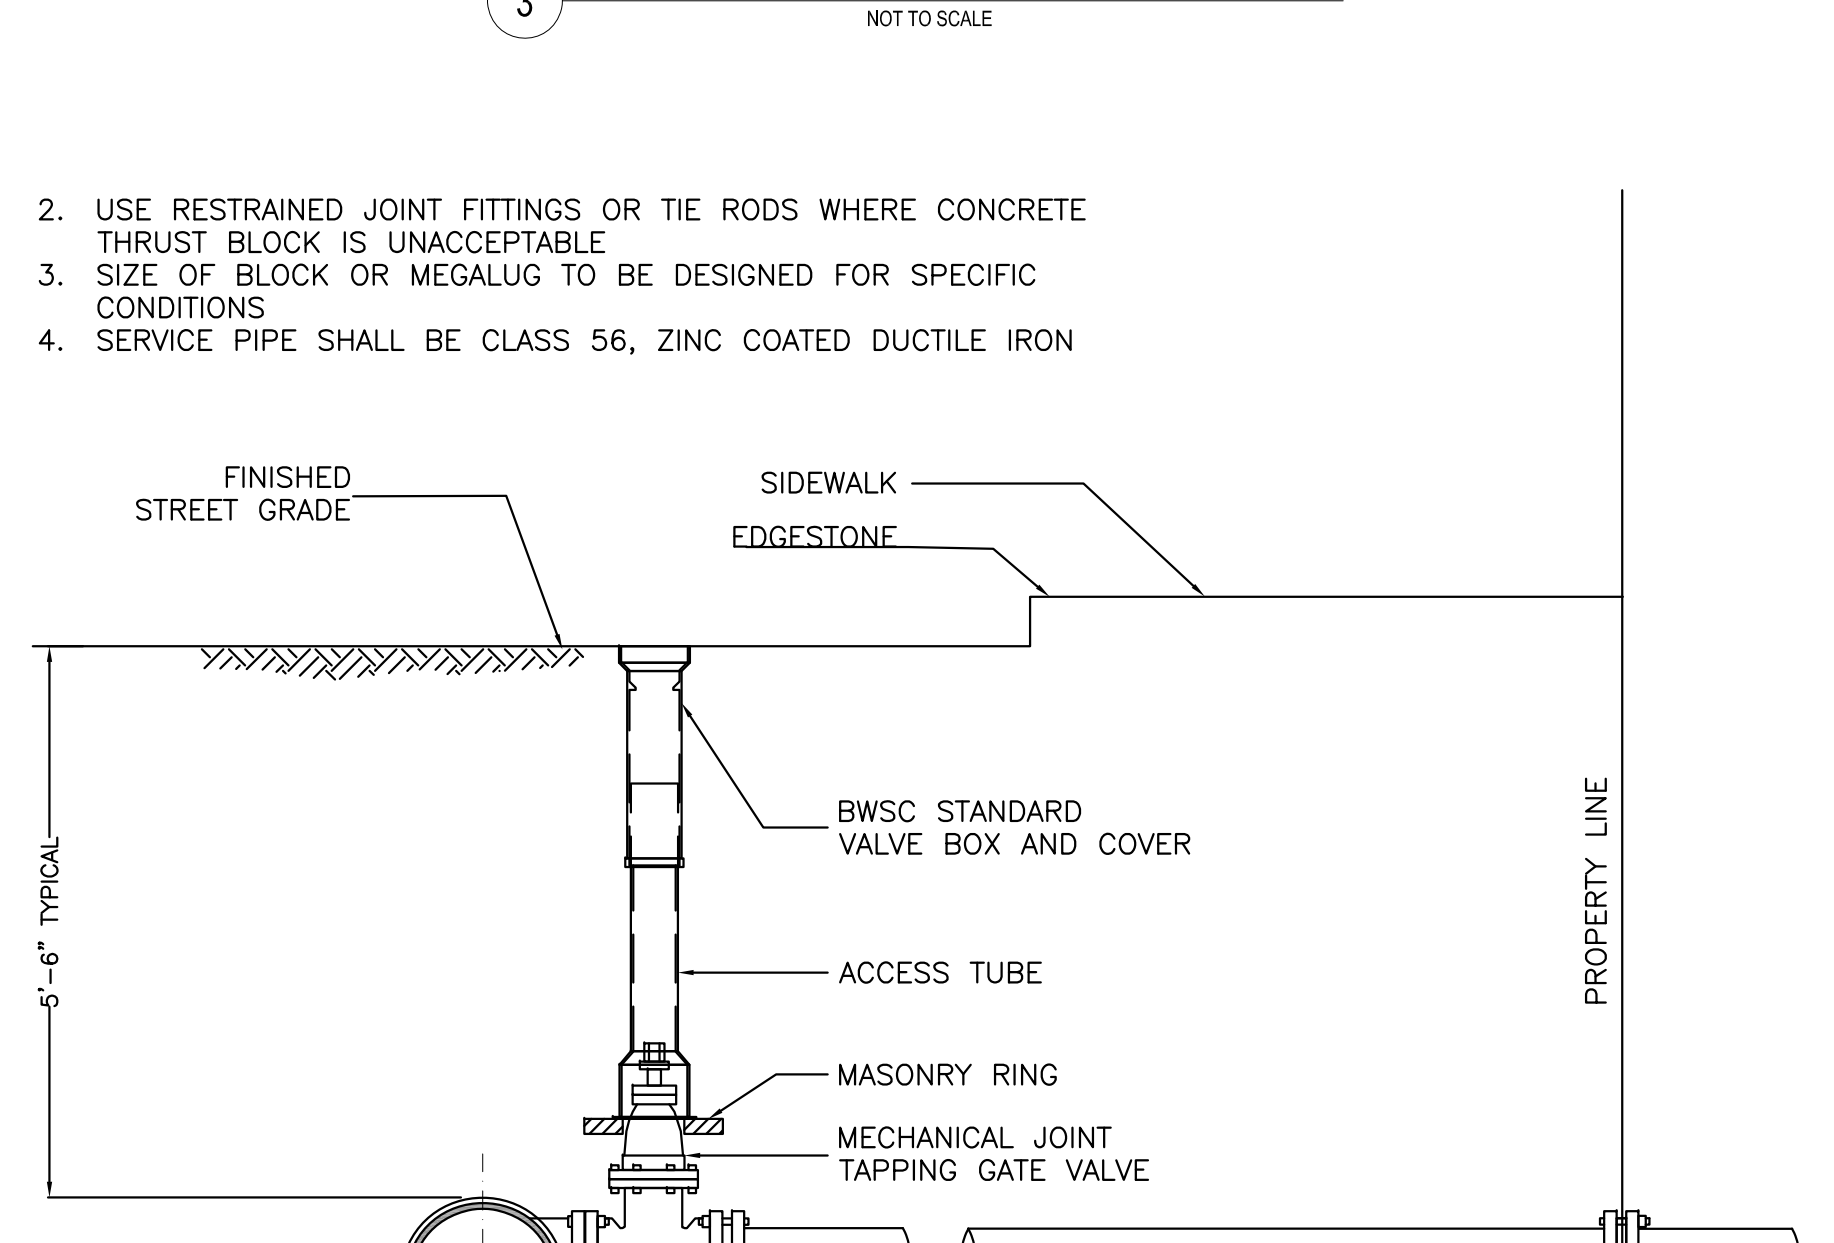 3
NOT TO SCALE
2. USE RESTRAINED JOINT FITTINGS OR TIE RODS WHERE CONCRETE
THRUST BLOCK IS UNACCEPTABLE
3. SIZE OF BLOCK OR MEGALUG TO BE DESIGNED FOR SPECIFIC
CONDITIONS
4. SERVICE PIPE SHALL BE CLASS 56, ZINC COATED DUCTILE IRON
FINISHED
STREET GRADE
SIDEWALK
EDGESTONE
BWSC STANDARD
VALVE BOX AND COVER
5'-6" TYPICAL
PROPERTY LINE
ACCESS TUBE
MASONRY RING
MECHANICAL JOINT
TAPPING GATE VALVE